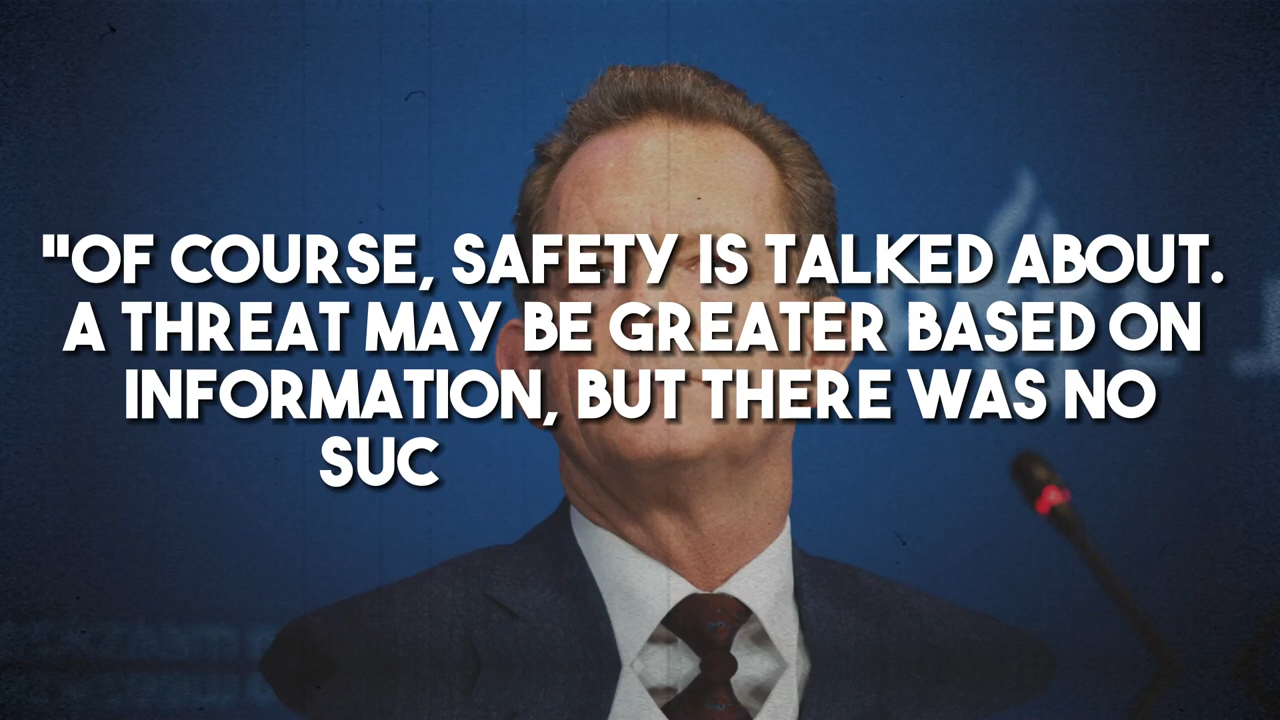 "OF COURSE, SAFETY IS TALKED ABOUT.
A THREAT MAY BE GREATER BASED ON
INFORMATION, BUT THERE WAS NO
SUC